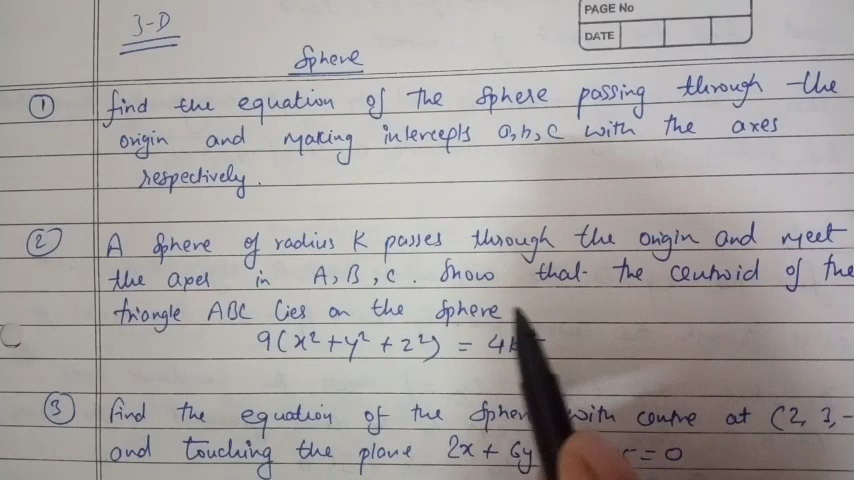 PAGE No
DATE
3-D
Sphere
① find the equation of the sphere passing through the
origin and making intercepts a, b, c with the axes
respectively.
② A sphere of radius K passes through the origin and meet
the axes in A, B, C. Show that the centroid of the
triangle ABC lies on the sphere
9(x² + y² + z²) = 4k
③ Find the equation of the sphere with centre at (2, 3, -
and touching the plane 2x + 6y = 0